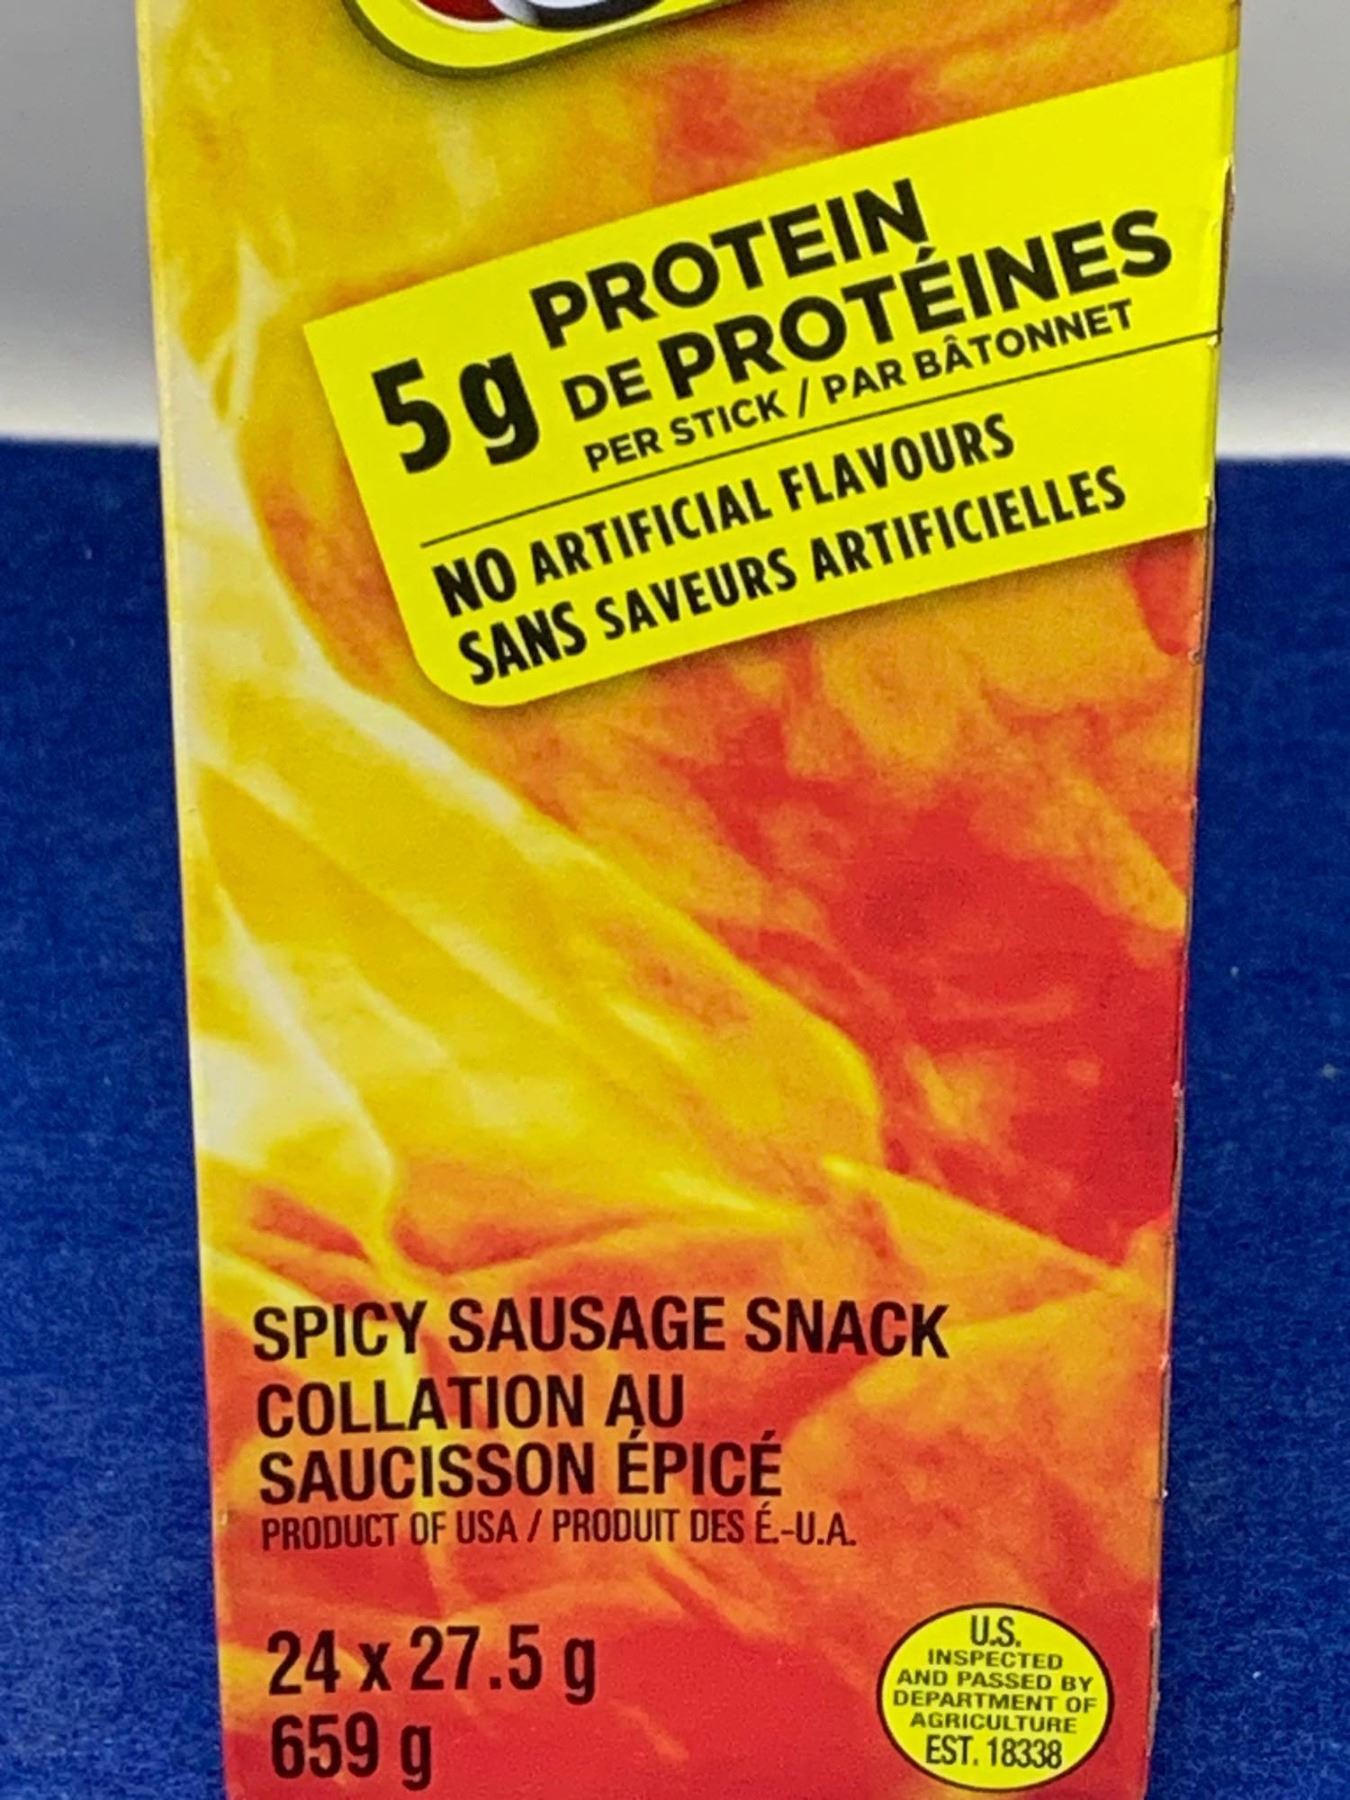 5g PROTEIN
DE PROTÉINES
PER STICK / PAR BÂTONNET
NO ARTIFICIAL FLAVOURS
SANS SAVEURS ARTIFICIELLES
SPICY SAUSAGE SNACK
COLLATION AU
SAUCISSON ÉPICÉ
PRODUCT OF USA / PRODUIT DES É.-U.A.
24 x 27.5 g
659 g
U.S.
INSPECTED
AND PASSED BY
DEPARTMENT OF
AGRICULTURE
EST. 18338